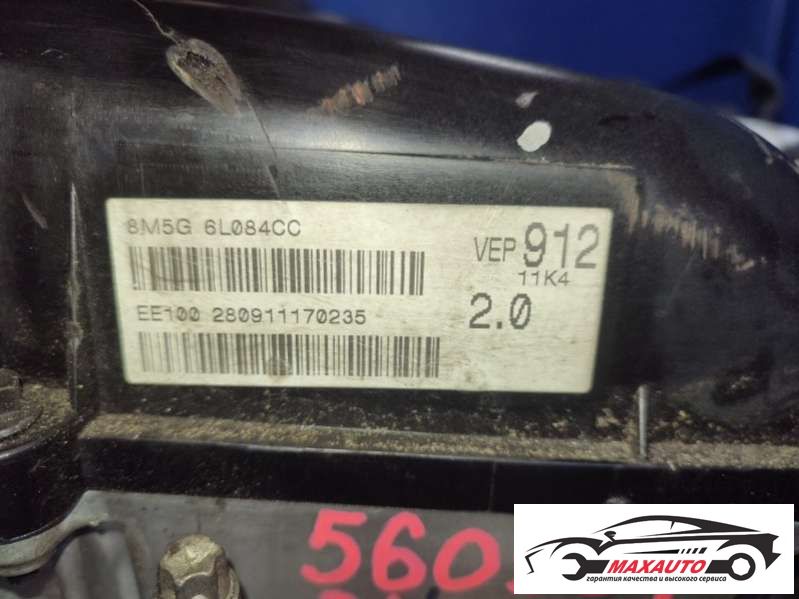 8M5G 6L084CC
VEP 912
11K4
EE100 280911170235
2.0
560
MAXAUTO
гарантия качества и высокого сервиса